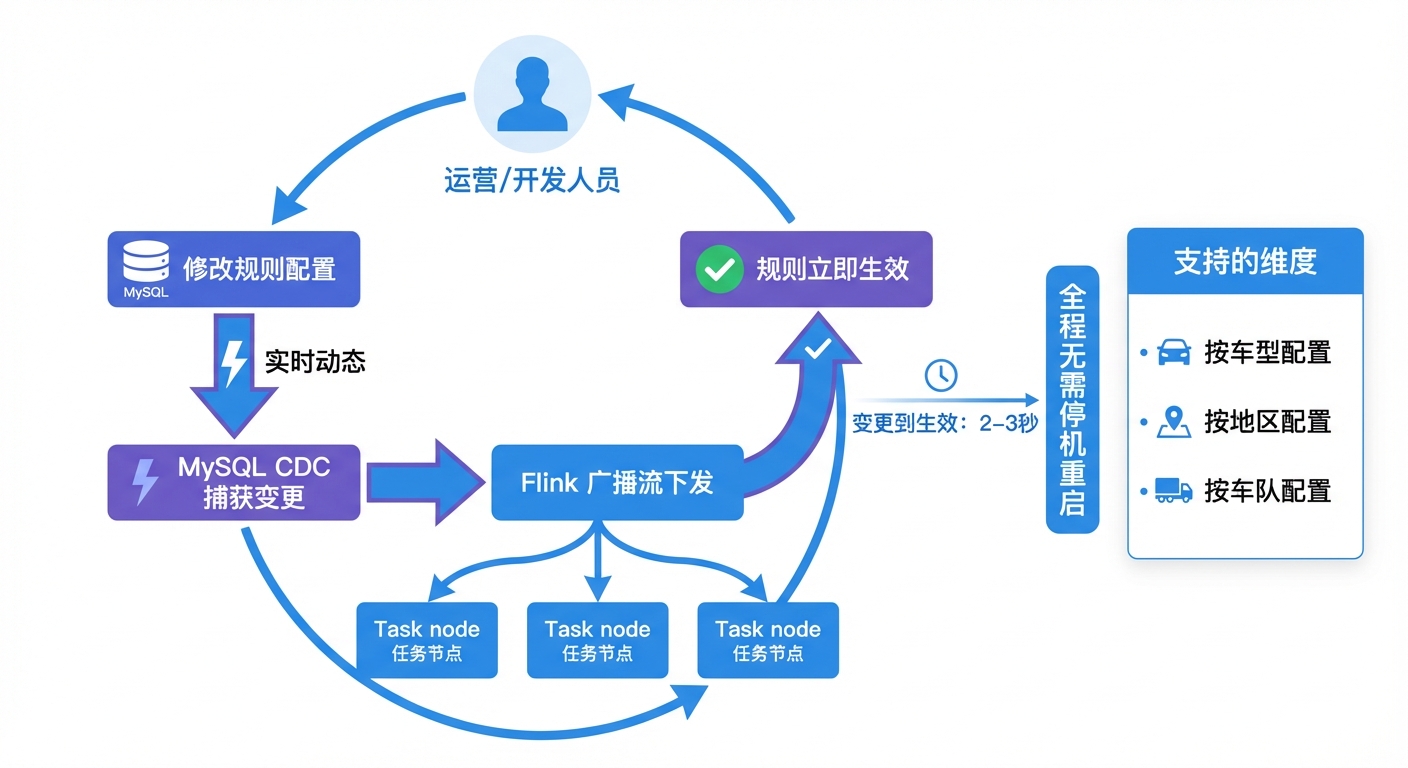 运营/开发人员
MySQL
修改规则配置
规则立即生效
实时动态
MySQL CDC
捕获变更
Flink 广播流下发
Task node
任务节点
Task node
任务节点
Task node
任务节点
变更到生效：2-3秒
全程无需停机重启
支持的维度
• 按车型配置
• 按地区配置
• 按车队配置